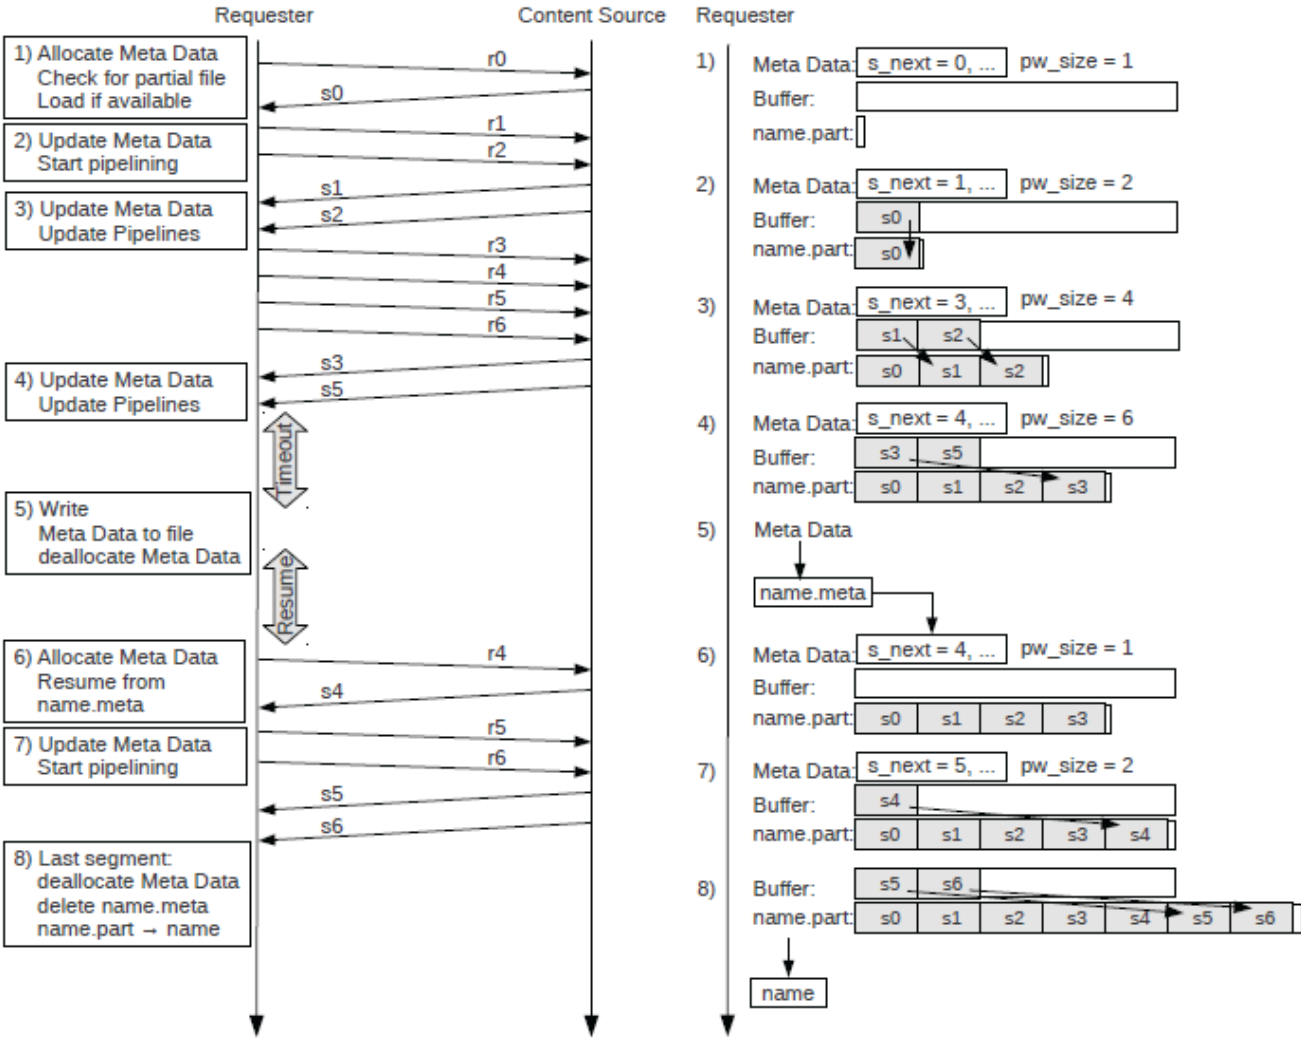 Requester
Content Source
1) Allocate Meta Data
Check for partial file
Load if available
r0
s0
2) Update Meta Data
Start pipelining
r1
r2
3) Update Meta Data
Update Pipelines
s1
s2
r3
r4
r5
r6
4) Update Meta Data
Update Pipelines
s3
s5
Timeout
5) Write
Meta Data to file
deallocate Meta Data
Resume
6) Allocate Meta Data
Resume from
name.meta
r4
s4
7) Update Meta Data
Start pipelining
r5
r6
s5
s6
8) Last segment:
deallocate Meta Data
delete name.meta
name.part → name
Requester
1) Meta Data: s_next = 0, ... pw_size = 1
Buffer:
name.part:
2) Meta Data: s_next = 1, ... pw_size = 2
Buffer: s0
name.part: s0
3) Meta Data: s_next = 3, ... pw_size = 4
Buffer: s1 s2
name.part: s0 s1 s2
4) Meta Data: s_next = 4, ... pw_size = 6
Buffer: s3 s5
name.part: s0 s1 s2 s3
5) Meta Data
name.meta
6) Meta Data: s_next = 4, ... pw_size = 1
Buffer:
name.part: s0 s1 s2 s3
7) Meta Data: s_next = 5, ... pw_size = 2
Buffer: s4
name.part: s0 s1 s2 s3 s4
8) Buffer: s5 s6
name.part: s0 s1 s2 s3 s4 s5 s6
name